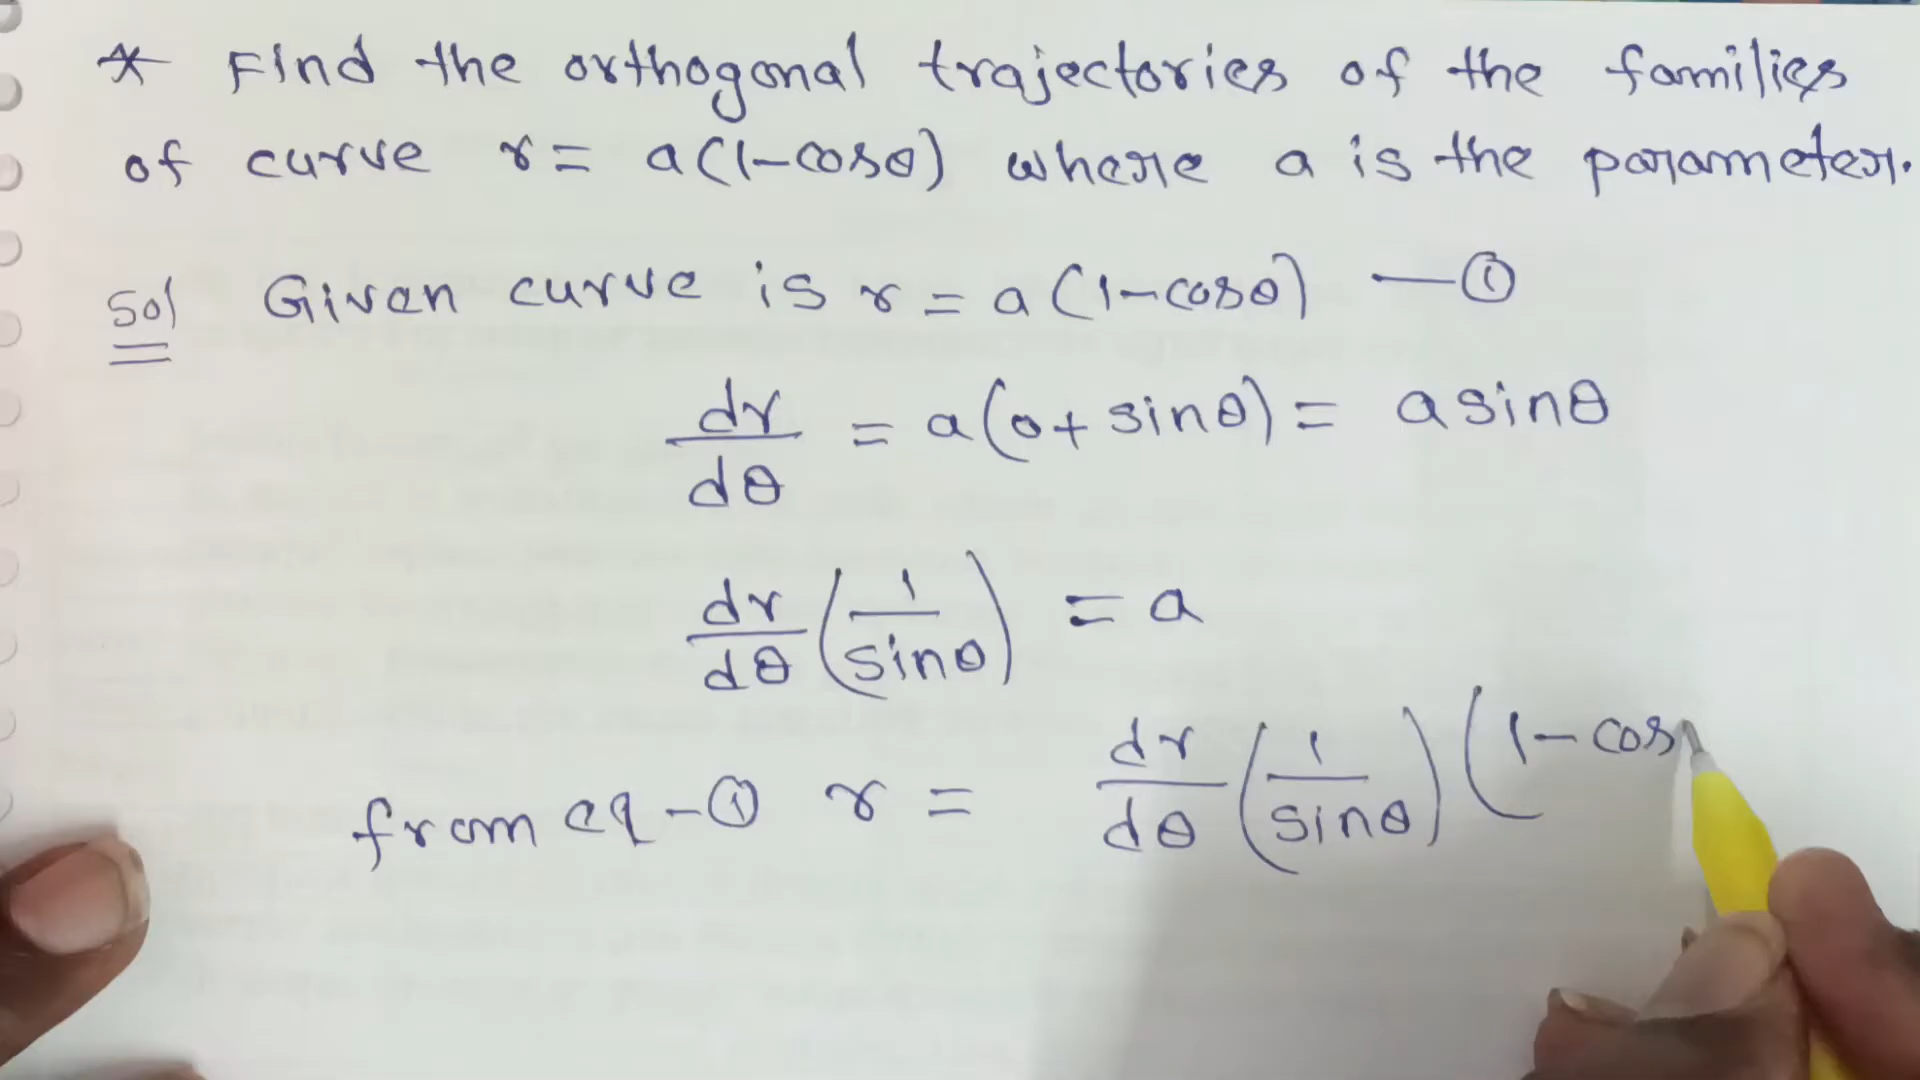 * Find the orthogonal trajectories of the families
of curve r = a(1-cosθ) where a is the parameter.
Sol Given curve is r = a(1-cosθ) —①
dr/dθ = a(0+sinθ) = a sinθ
dr/dθ (1/sinθ) = a
from eq-① r = dr/dθ (1/sinθ) (1-cos